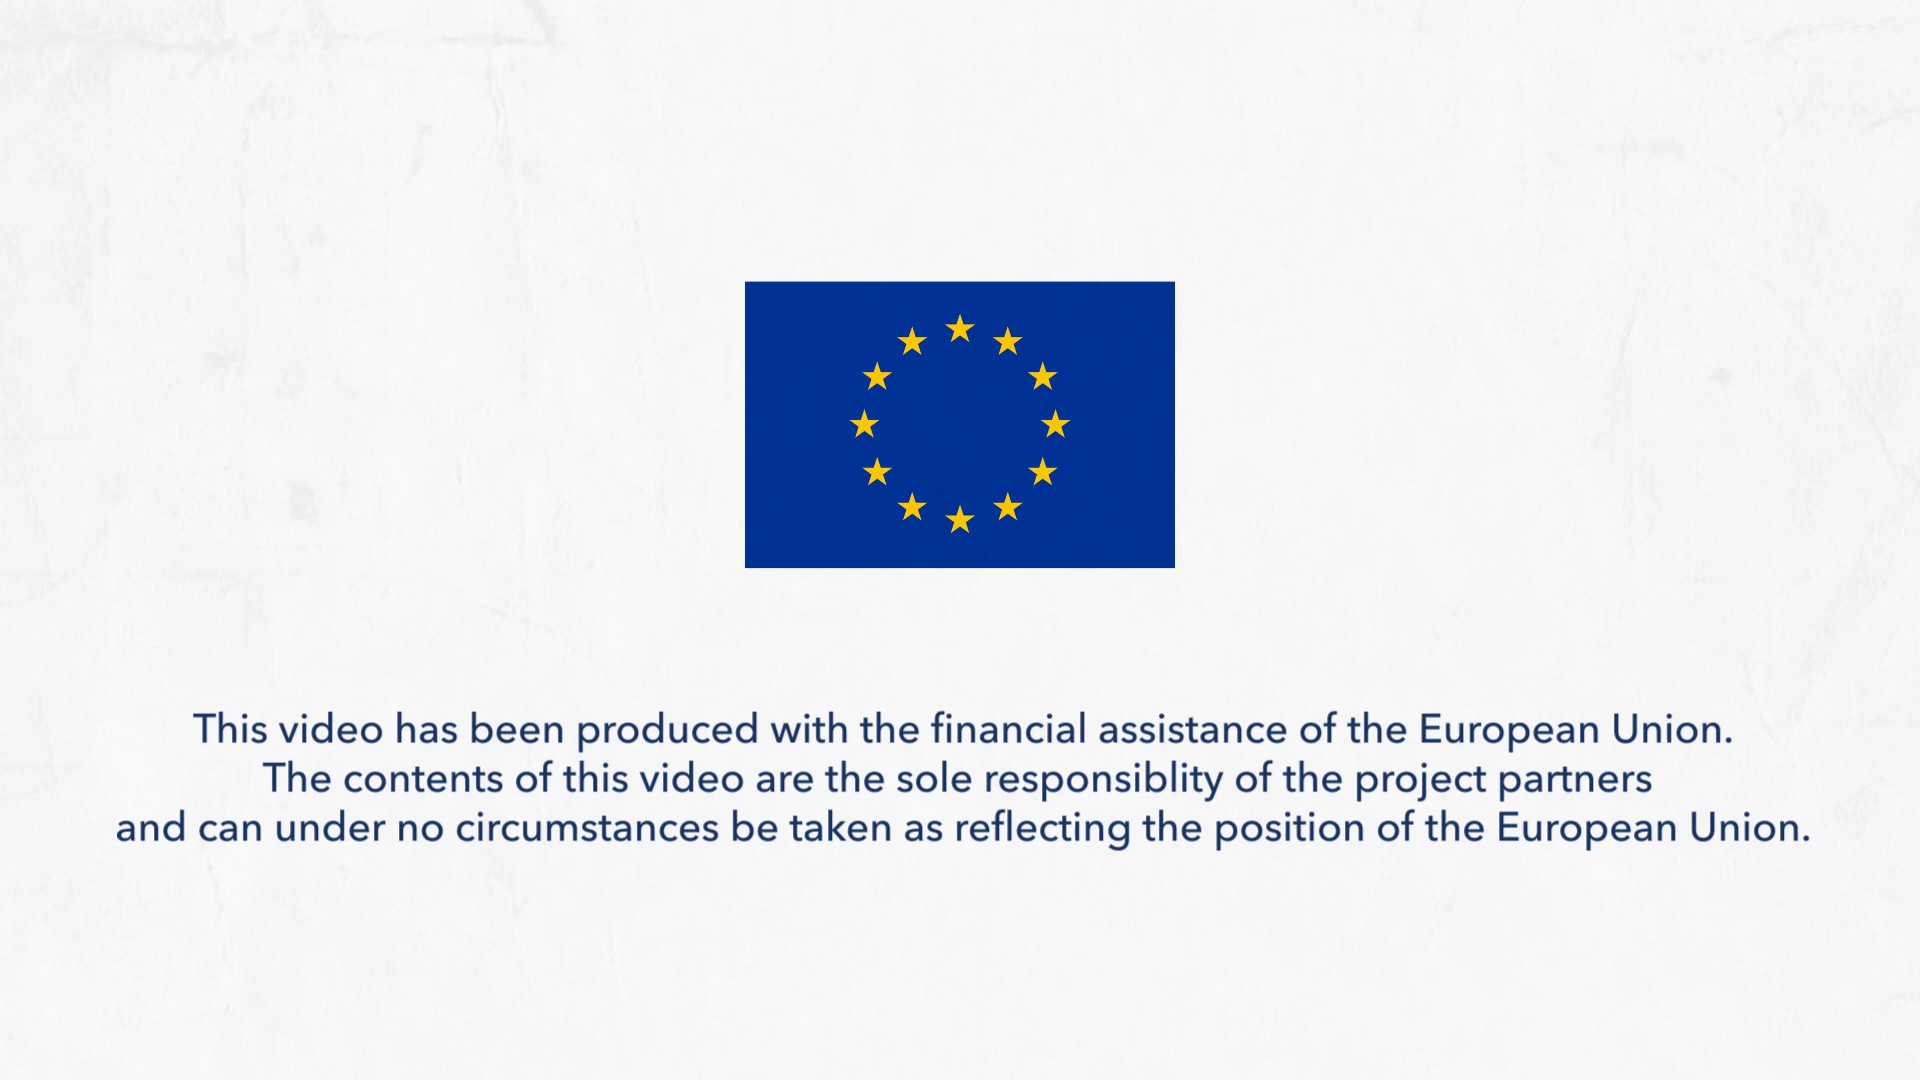 This video has been produced with the financial assistance of the European Union.
The contents of this video are the sole responsiblity of the project partners
and can under no circumstances be taken as reflecting the position of the European Union.